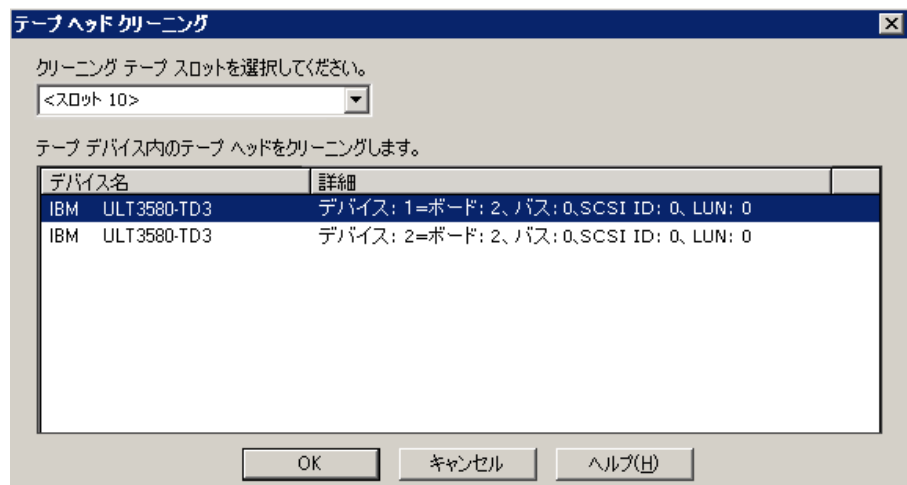 テープ ヘッド クリーニング
クリーニング テープ スロットを選択してください。
<スロット 10>
テープ デバイス内のテープ ヘッドをクリーニングします。
デバイス名 詳細
IBM ULT3580-TD3 デバイス: 1=ボード: 2、バス: 0,SCSI ID: 0、LUN: 0
IBM ULT3580-TD3 デバイス: 2=ボード: 2、バス: 0,SCSI ID: 0、LUN: 0
OK キャンセル ヘルプ(H)